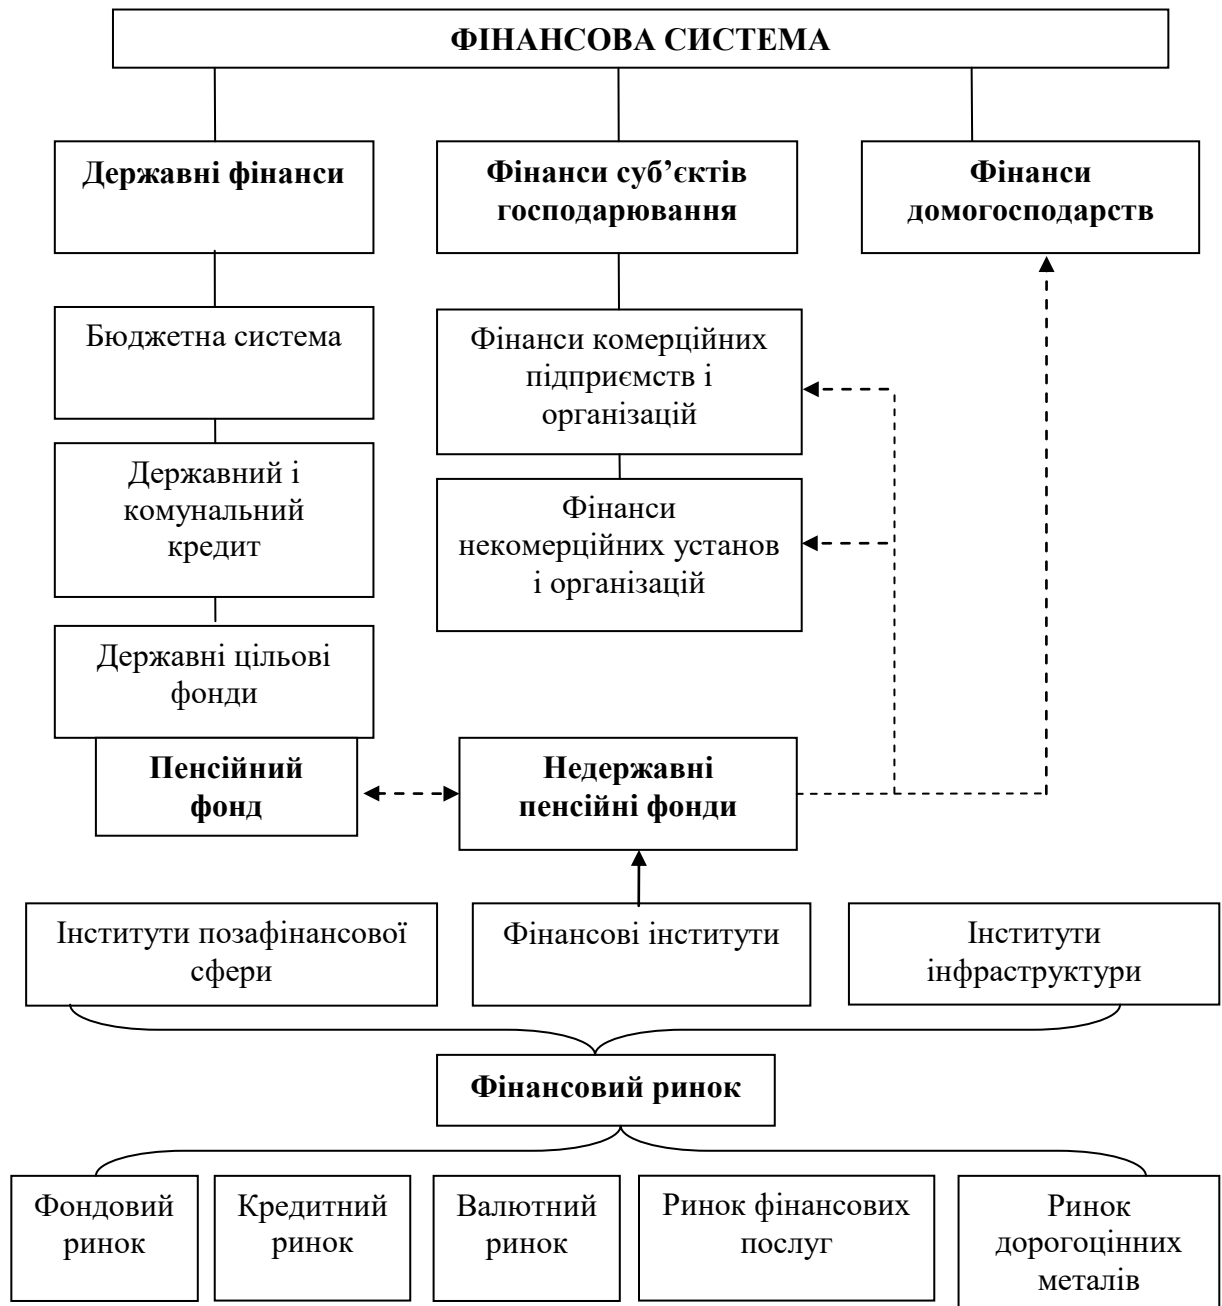 ФІНАНСОВА СИСТЕМА
Державні фінанси
Фінанси суб’єктів
господарювання
Фінанси
домогосподарств
Бюджетна система
Фінанси комерційних
підприємств і
організацій
Державний і
комунальний
кредит
Фінанси
некомерційних установ
і організацій
Державні цільові
фонди
Пенсійний
фонд
Недержавні
пенсійні фонди
Інститути позафінансової
сфери
Фінансові інститути
Інститути
інфраструктури
Фінансовий ринок
Фондовий
ринок
Кредитний
ринок
Валютний
ринок
Ринок фінансових
послуг
Ринок
дорогоцінних
металів